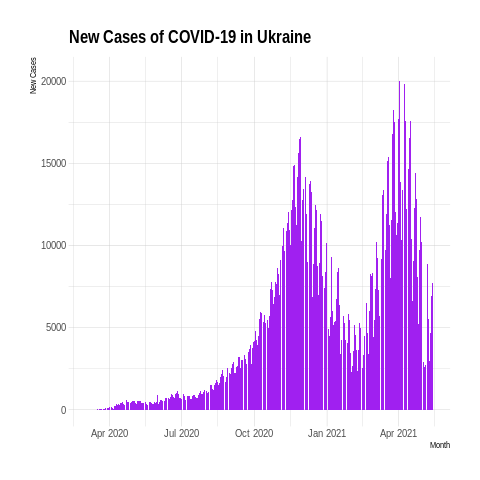 New Cases of COVID-19 in Ukraine
New Cases
20000
15000
10000
5000
0
Apr 2020 Jul 2020 Oct 2020 Jan 2021 Apr 2021
Month